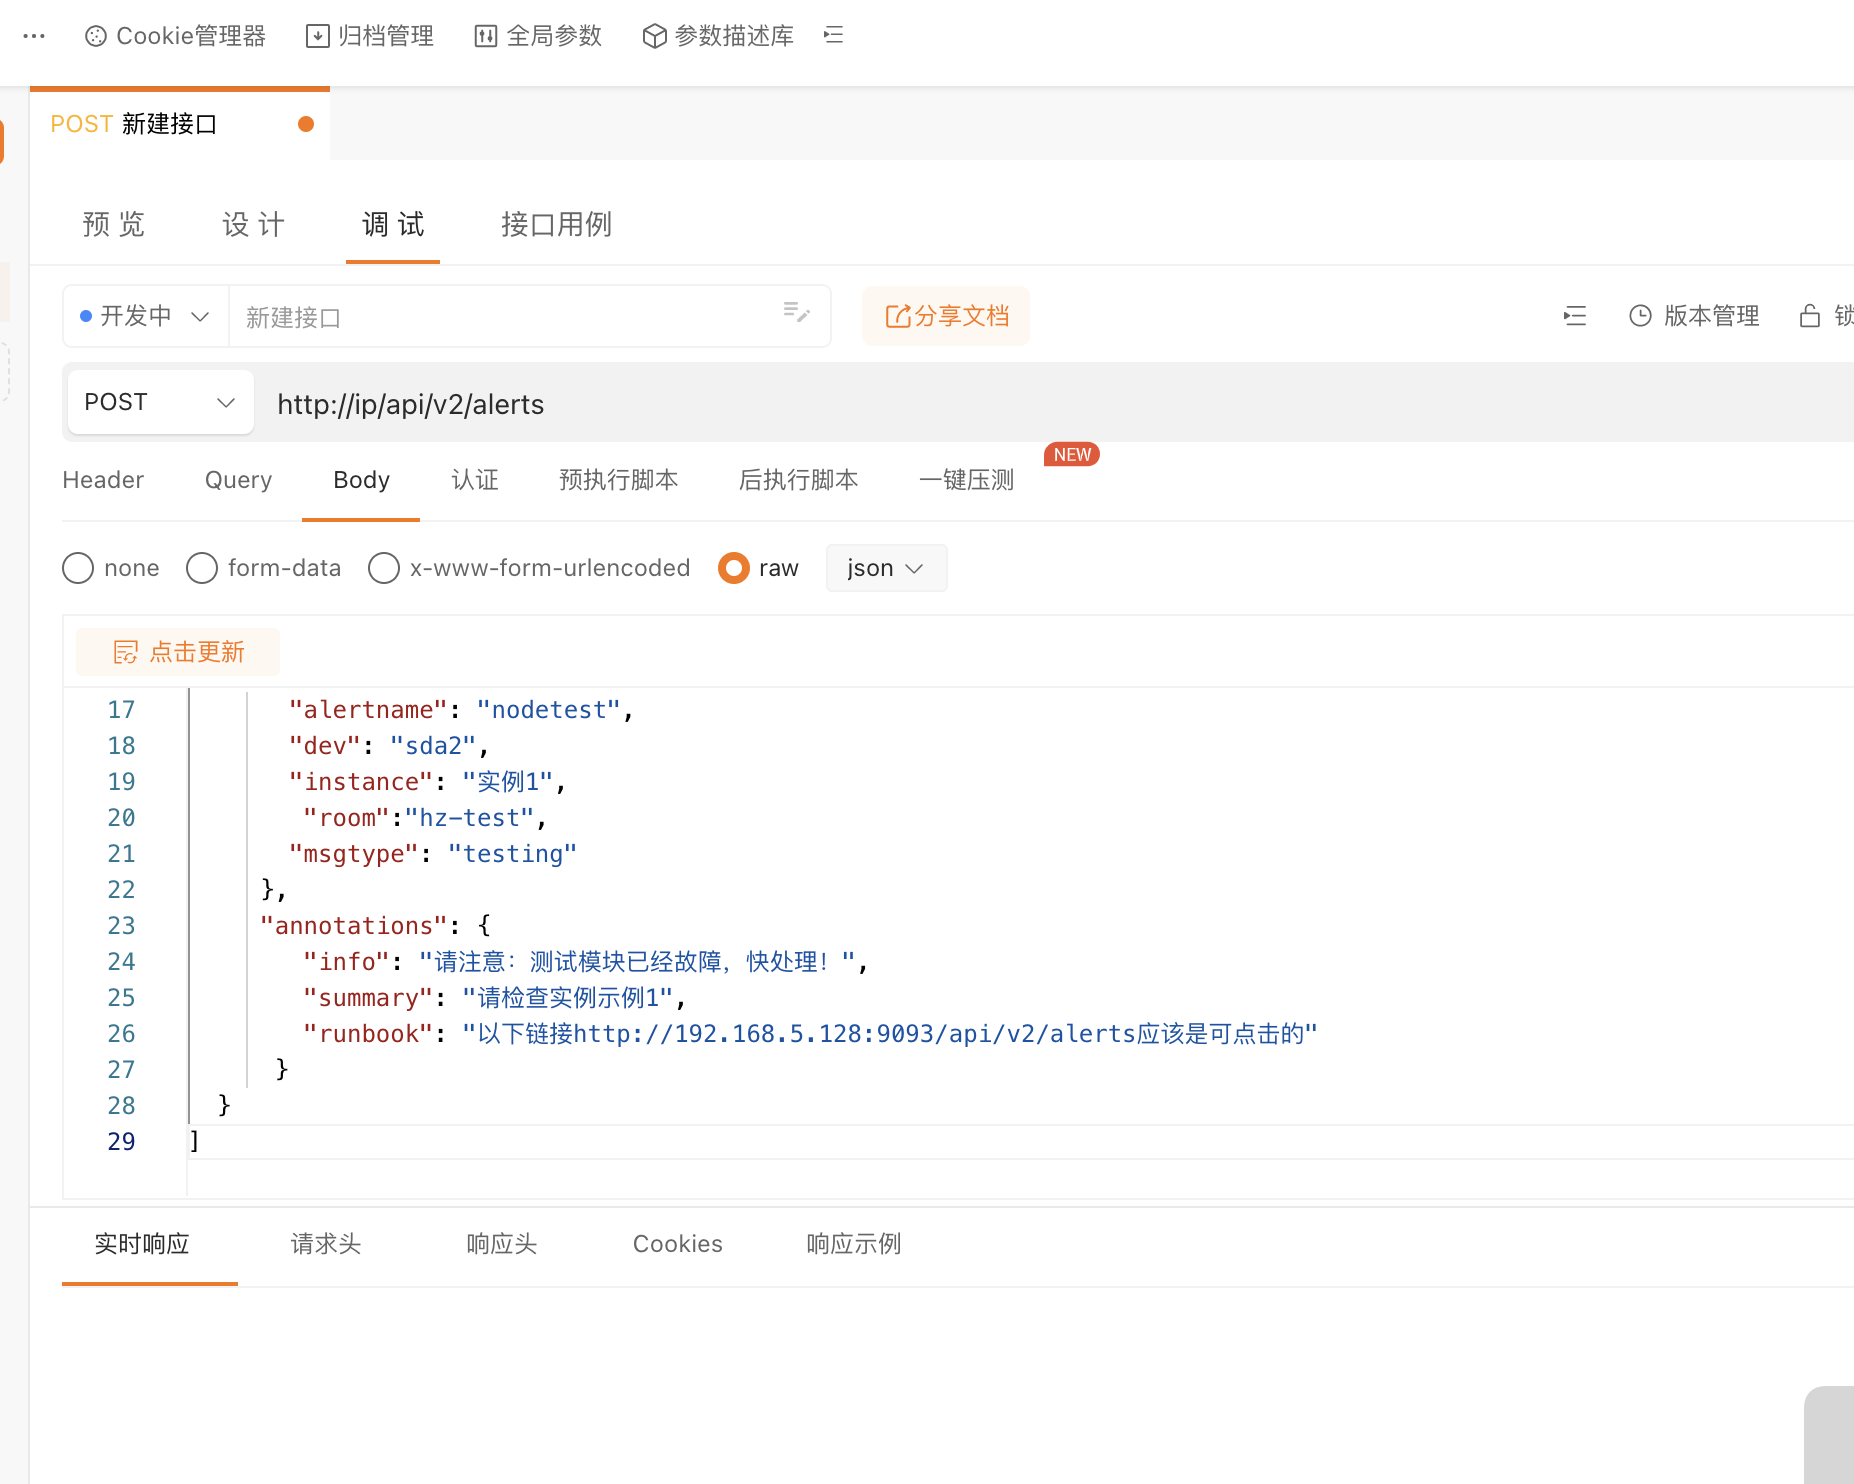 ··· Cookie管理器 归档管理 全局参数 参数描述库
POST 新建接口
预 览 设 计 调 试 接口用例
开发中 新建接口 分享文档 版本管理 锁
POST http://ip/api/v2/alerts
NEW
Header Query Body 认证 预执行脚本 后执行脚本 一键压测
none form-data x-www-form-urlencoded raw json
点击更新
17 "alertname": "nodetest",
18 "dev": "sda2",
19 "instance": "实例1",
20 "room":"hz-test",
21 "msgtype": "testing"
22 },
23 "annotations": {
24 "info": "请注意：测试模块已经故障，快处理！",
25 "summary": "请检查实例示例1",
26 "runbook": "以下链接http://192.168.5.128:9093/api/v2/alerts应该是可点击的"
27 }
28 }
29 ]
实时响应 请求头 响应头 Cookies 响应示例